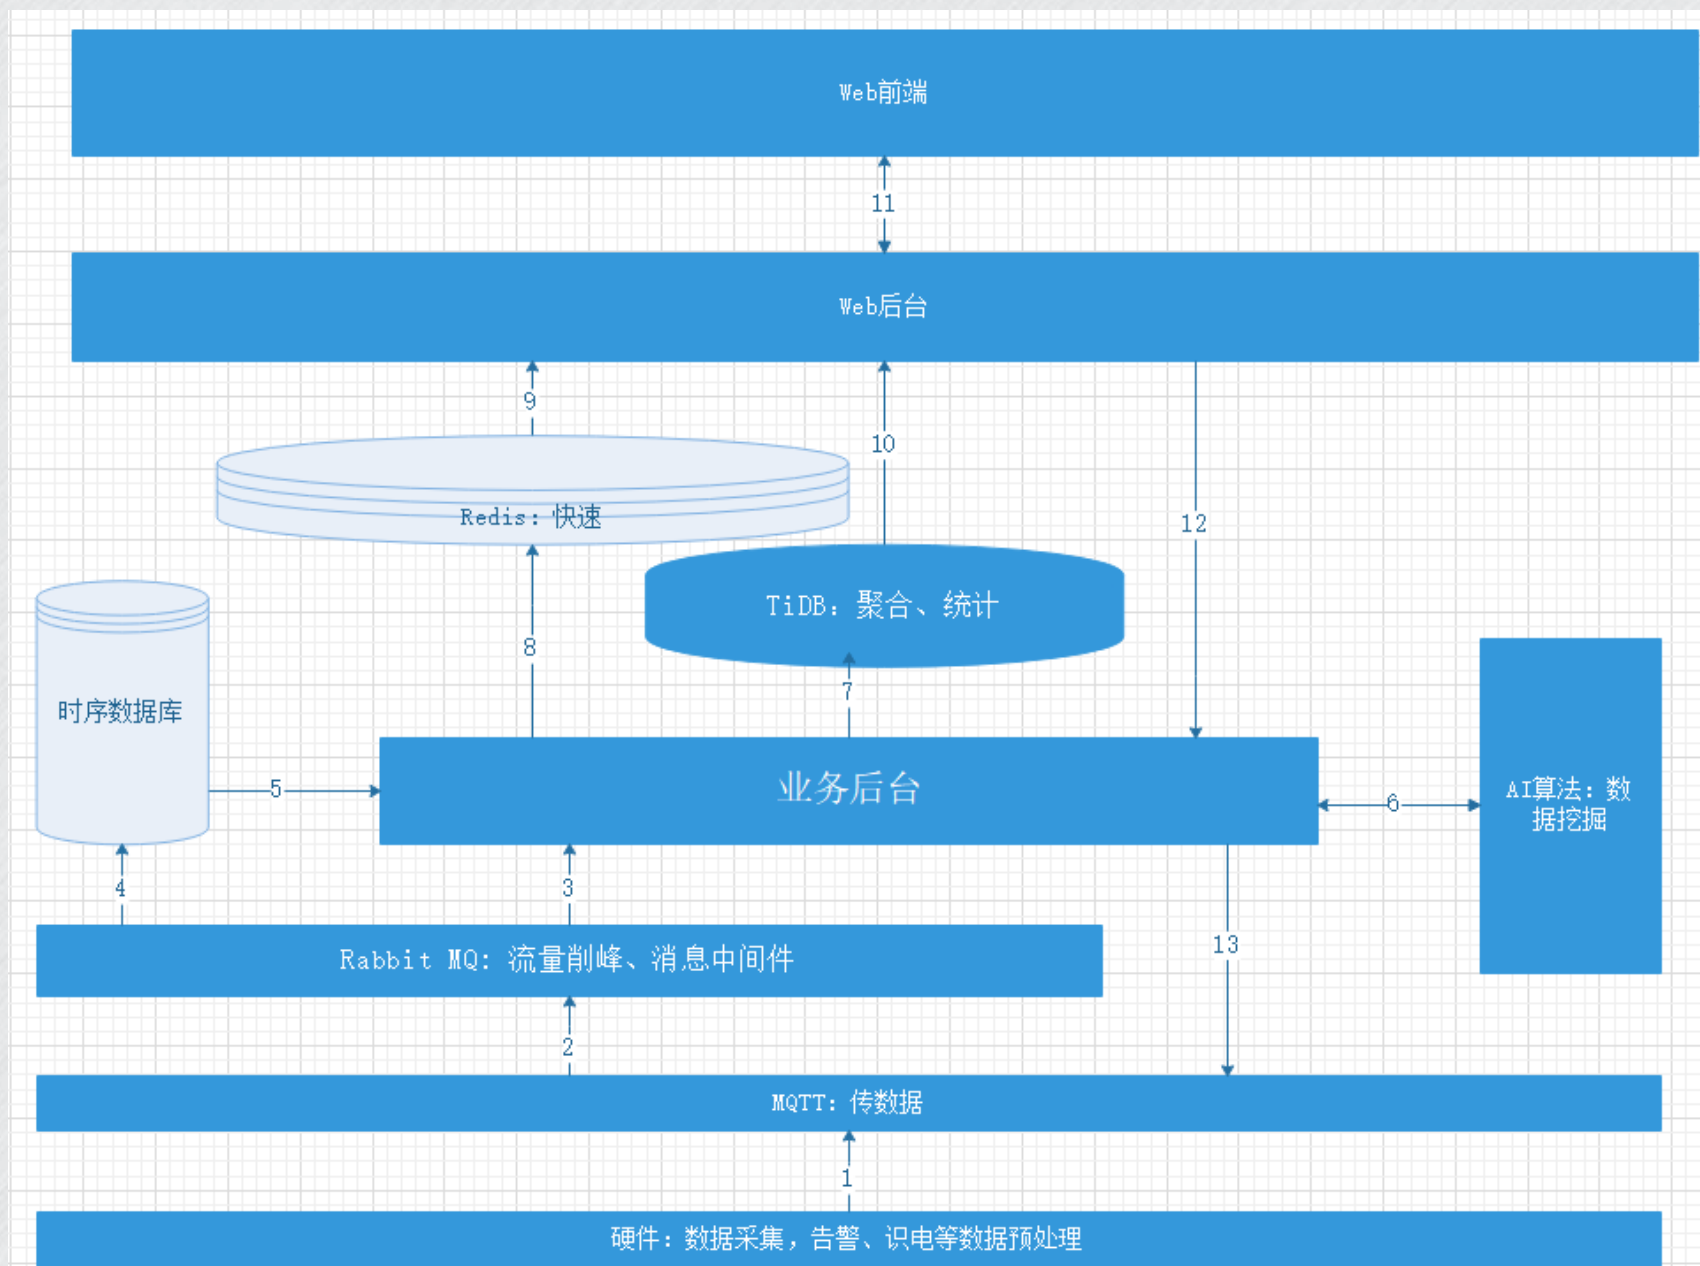 Web前端
11
Web后台
9
10
12
Redis: 快速
TiDB: 聚合、统计
8
7
时序数据库
5
业务后台
6
AI算法: 数
据挖掘
4
3
13
Rabbit MQ: 流量削峰、消息中间件
2
MQTT: 传数据
1
硬件: 数据采集, 告警、识电等数据预处理